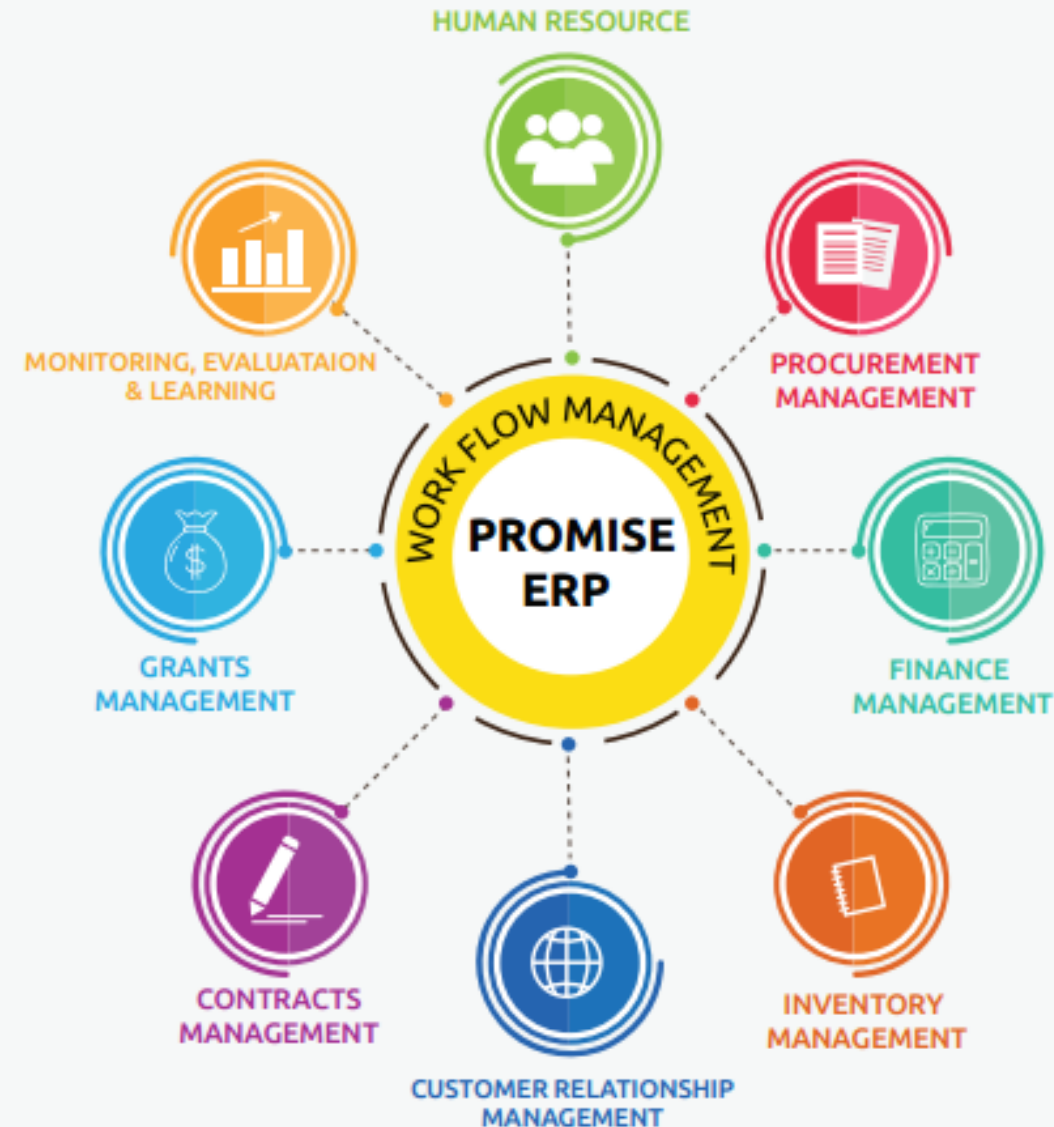 HUMAN RESOURCE
MONITORING, EVALUATAION
& LEARNING
PROCUREMENT
MANAGEMENT
WORK FLOW MANAGEMENT
PROMISE
ERP
GRANTS
MANAGEMENT
$
FINANCE
MANAGEMENT
CONTRACTS
MANAGEMENT
INVENTORY
MANAGEMENT
CUSTOMER RELATIONSHIP
MANAGEMENT